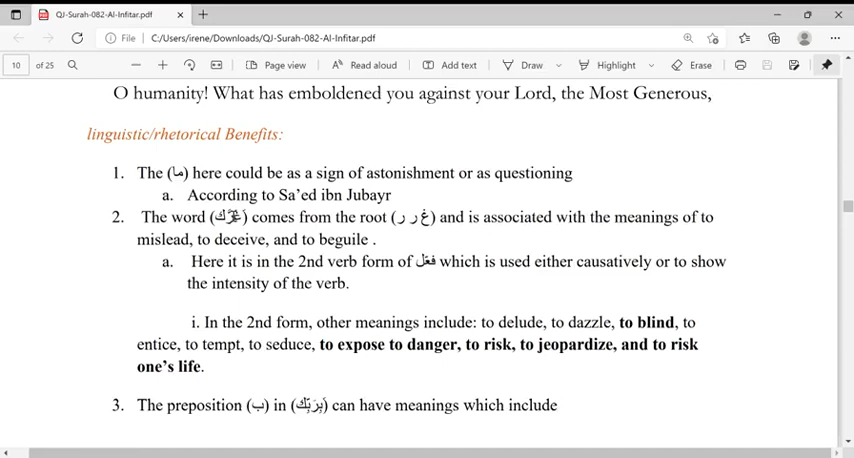 QJ-Surah-082-Al-Infitar.pdf
File C:/Users/irene/Downloads/QJ-Surah-082-Al-Infitar.pdf
10 of 25 Page view Read aloud Add text Draw Highlight Erase
O humanity! What has emboldened you against your Lord, the Most Generous,
linguistic/rhetorical Benefits:
1. The (ما) here could be as a sign of astonishment or as questioning
a. According to Sa’ed ibn Jubayr
2. The word (غَرَّكَ) comes from the root (غ ر ر) and is associated with the meanings of to
mislead, to deceive, and to beguile .
a. Here it is in the 2nd verb form of فعّل which is used either causatively or to show
the intensity of the verb.
i. In the 2nd form, other meanings include: to delude, to dazzle, to blind, to
entice, to tempt, to seduce, to expose to danger, to risk, to jeopardize, and to risk
one’s life.
3. The preposition (ب) in (بِرَبِّكَ) can have meanings which include